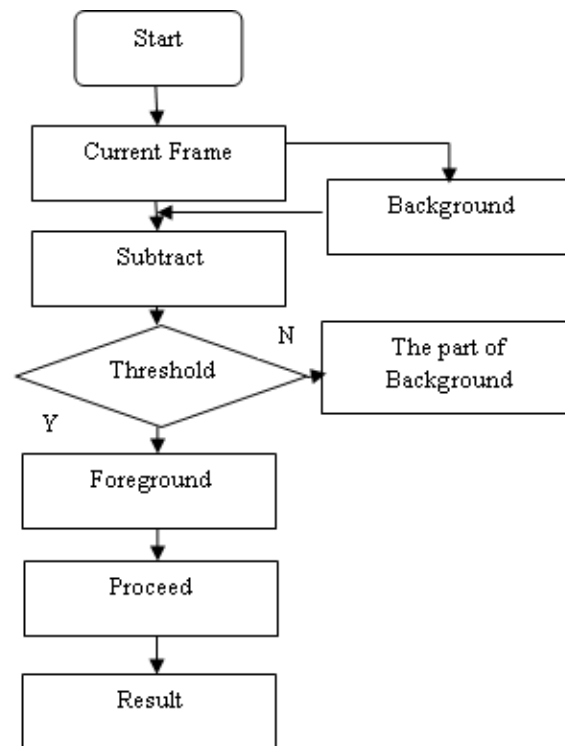 Start
Current Frame
Background
Subtract
N
Threshold
The part of
Background
Y
Foreground
Proceed
Result